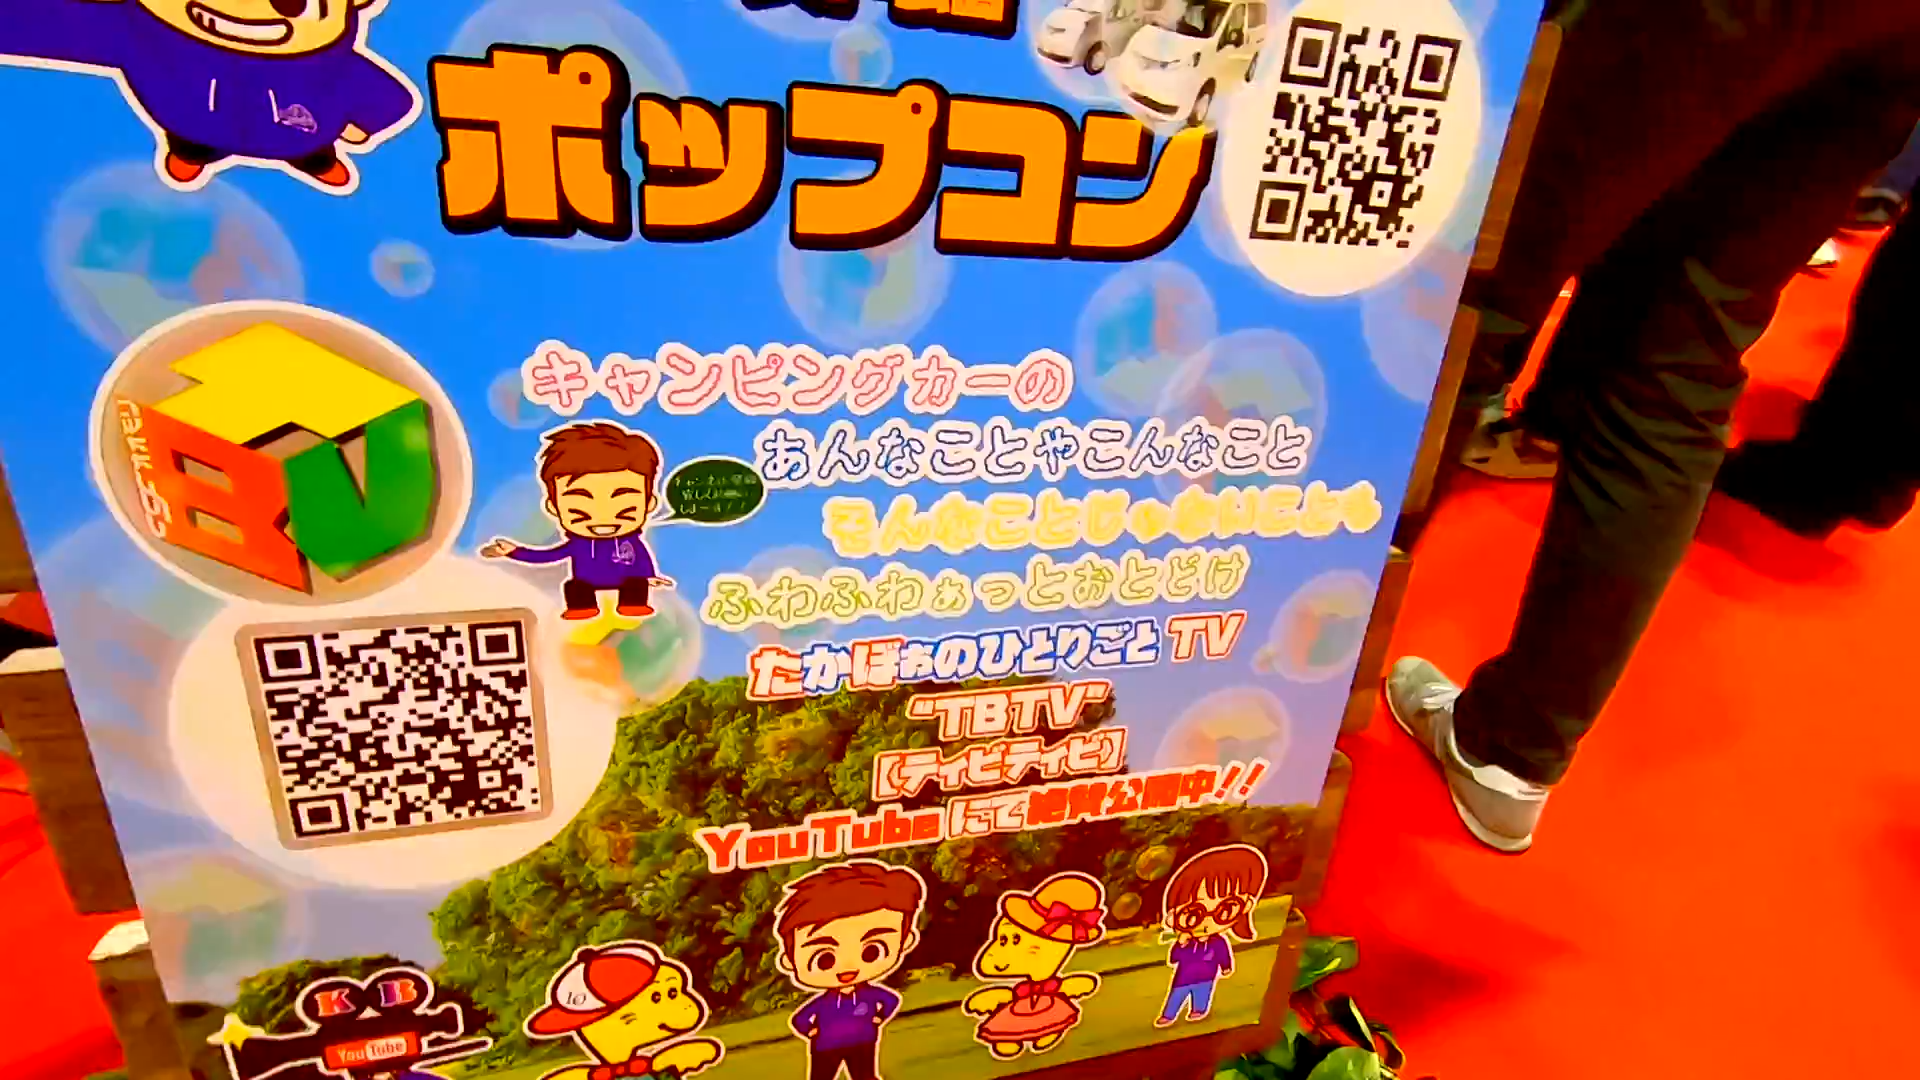 ポップコン
キャンピングカーの
あんなことやこんなこと
そんなことじゃないことも
ふわふわぁっとおとどけ
たかぼぉのひとりごとTV
"TBTV"
[ティビティビ]
YouTubeにて絶賛公開中!!
KB
YouTube
10